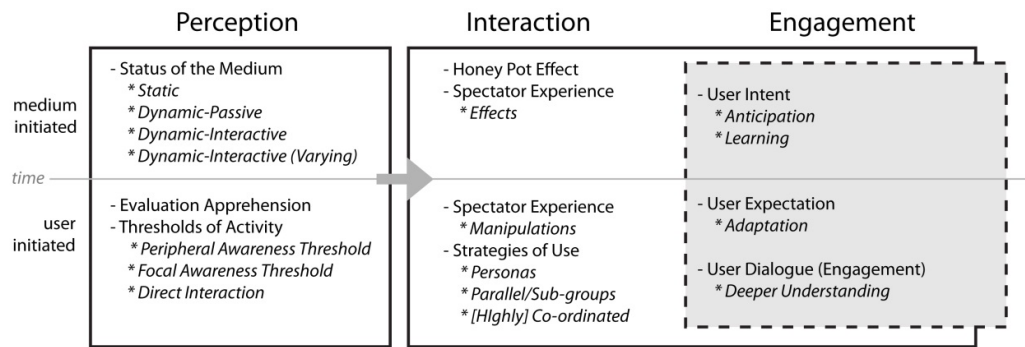 Perception
Interaction
Engagement
medium
initiated
- Status of the Medium
* Static
* Dynamic-Passive
* Dynamic-Interactive
* Dynamic-Interactive (Varying)
- Honey Pot Effect
- Spectator Experience
* Effects
- User Intent
* Anticipation
* Learning
time
user
initiated
- Evaluation Apprehension
- Thresholds of Activity
* Peripheral Awareness Threshold
* Focal Awareness Threshold
* Direct Interaction
- Spectator Experience
* Manipulations
- Strategies of Use
* Personas
* Parallel/Sub-groups
* [HIghly] Co-ordinated
- User Expectation
* Adaptation
- User Dialogue (Engagement)
* Deeper Understanding